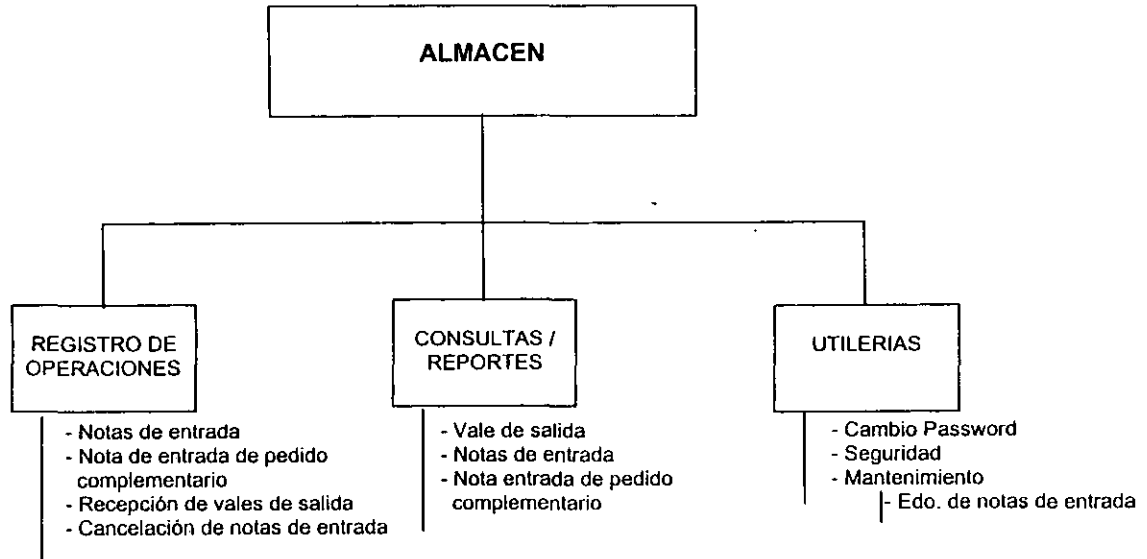 ALMACEN
REGISTRO DE
OPERACIONES
- Notas de entrada
- Nota de entrada de pedido
complementario
- Recepción de vales de salida
- Cancelación de notas de entrada
CONSULTAS /
REPORTES
- Vale de salida
- Notas de entrada
- Nota entrada de pedido
complementario
UTILERIAS
- Cambio Password
- Seguridad
- Mantenimiento
- Edo. de notas de entrada